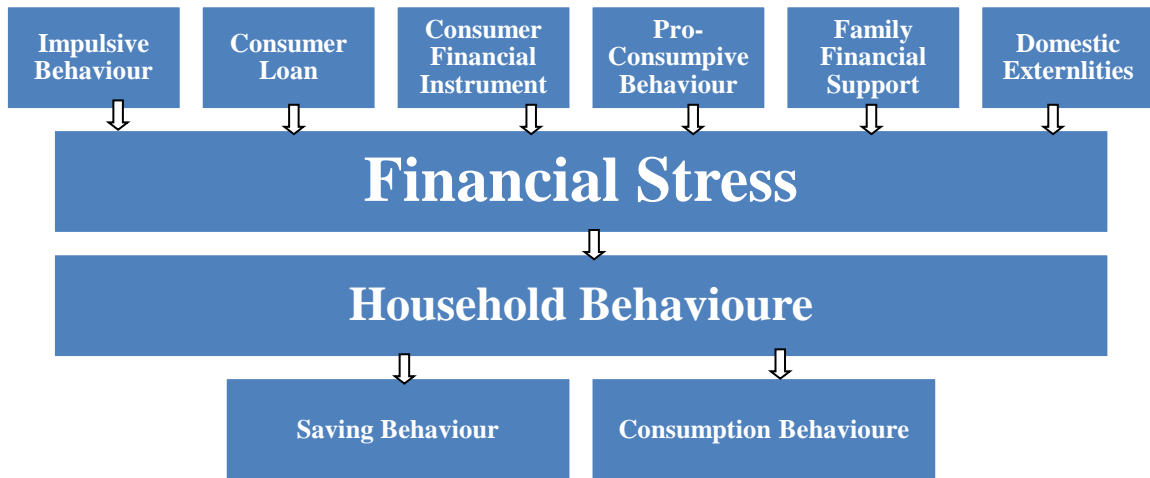 Impulsive
Behaviour
Consumer
Loan
Consumer
Financial
Instrument
Pro-
Consumpive
Behaviour
Family
Financial
Support
Domestic
Externlities
Financial Stress
Household Behavioure
Saving Behaviour
Consumption Behavioure